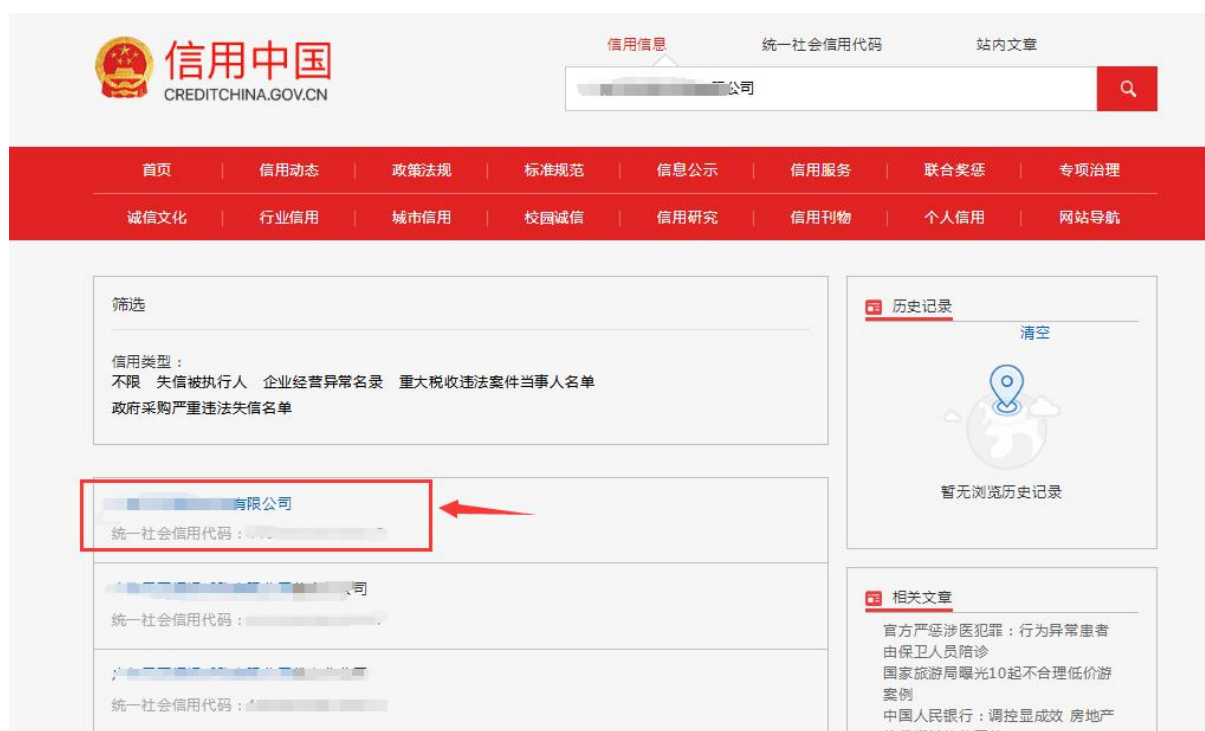 信用中国
CREDITCHINA.GOV.CN
信用信息 统一社会信用代码 站内文章
公司
首页 信用动态 政策法规 标准规范 信息公示 信用服务 联合奖惩 专项治理
诚信文化 行业信用 城市信用 校园诚信 信用研究 信用刊物 个人信用 网站导航
筛选
信用类型：
不限 失信被执行人 企业经营异常名录 重大税收违法案件当事人名单
政府采购严重违法失信名单
有限公司
统一社会信用代码：
司
统一社会信用代码：
统一社会信用代码：
历史记录
清空
暂无浏览历史记录
相关文章
官方严惩涉医犯罪：行为异常患者
由保卫人员陪诊
国家旅游局曝光10起不合理低价游
案例
中国人民银行：调控显成效 房地产